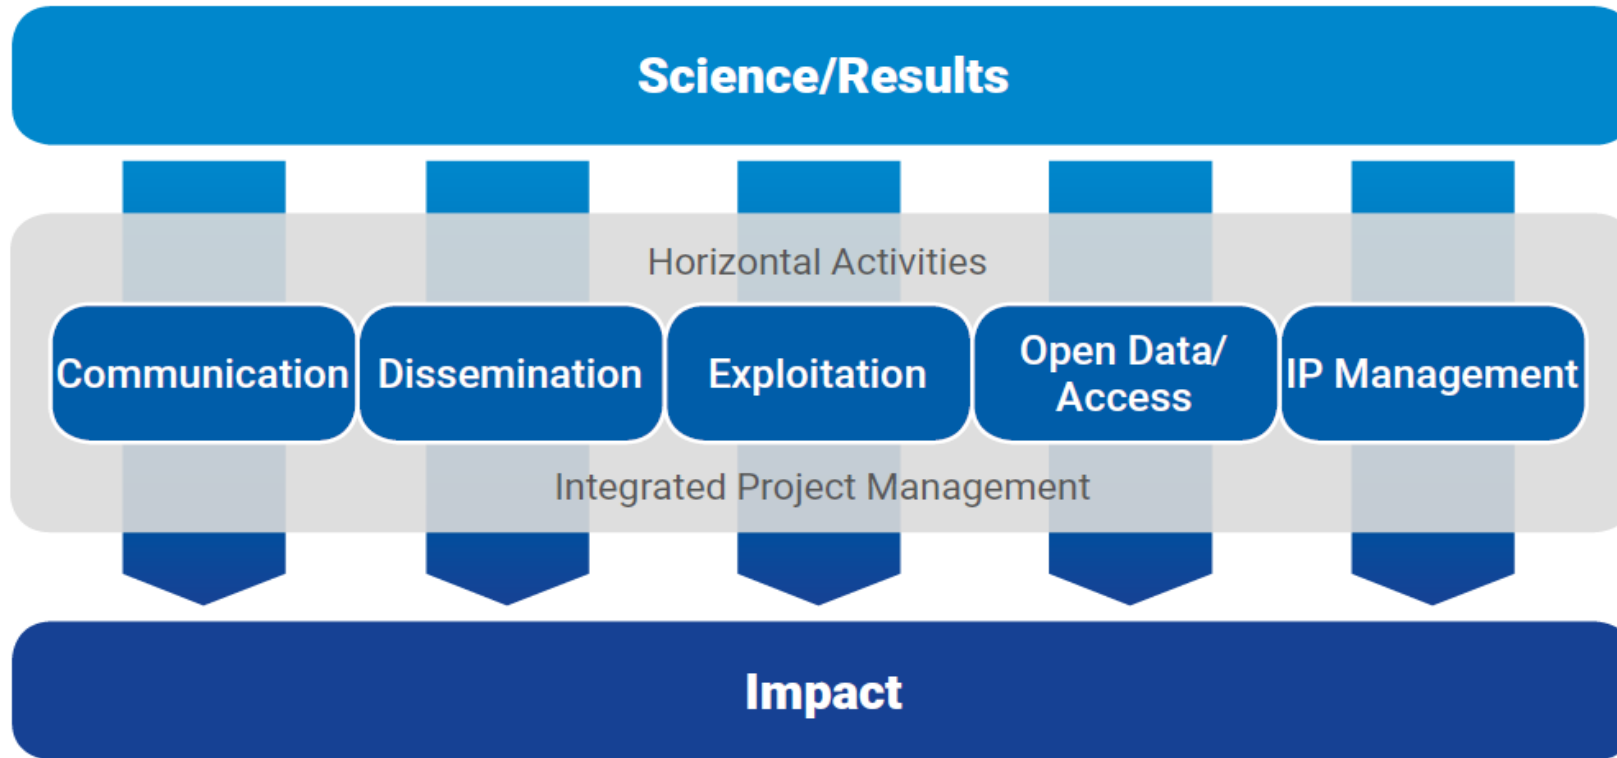 Science/Results
Horizontal Activities
Communication
Dissemination
Exploitation
Open Data/
Access
IP Management
Integrated Project Management
Impact